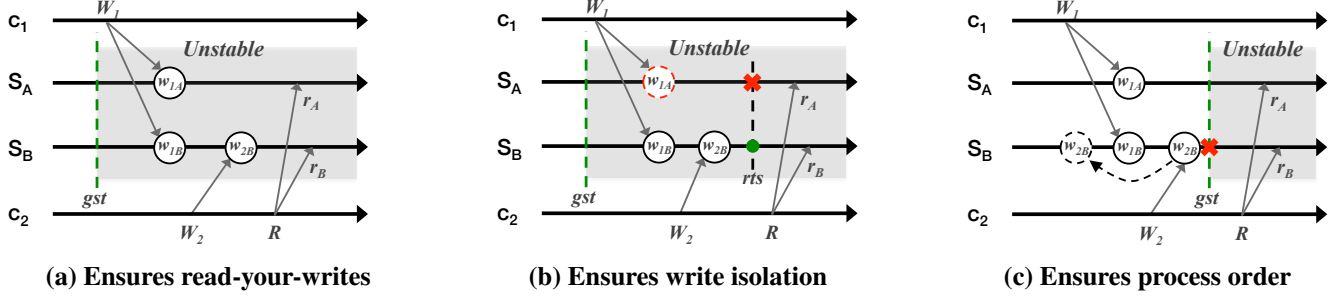 W1
c1
Unstable
SA
w1A
rA
SB
w1B
w2B
rB
gst
c2
W2
R
(a) Ensures read-your-writes
W1
c1
Unstable
SA
w1A
rA
SB
w1B
w2B
rB
gst
rts
c2
W2
R
(b) Ensures write isolation
W1
c1
Unstable
SA
w1A
rA
SB
w2B
w1B
w2B
rB
gst
c2
W2
R
(c) Ensures process order